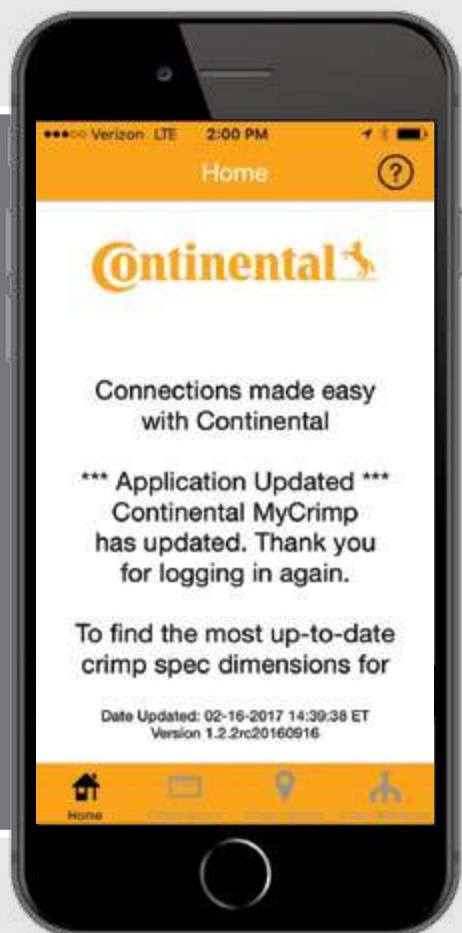 Verizon LTE 2:00 PM
Home
?
Continental
Connections made easy
with Continental
*** Application Updated ***
Continental MyCrimp
has updated. Thank you
for logging in again.
To find the most up-to-date
crimp spec dimensions for
Date Updated: 02-16-2017 14:39:38 ET
Version 1.2.2rc20160916
Home